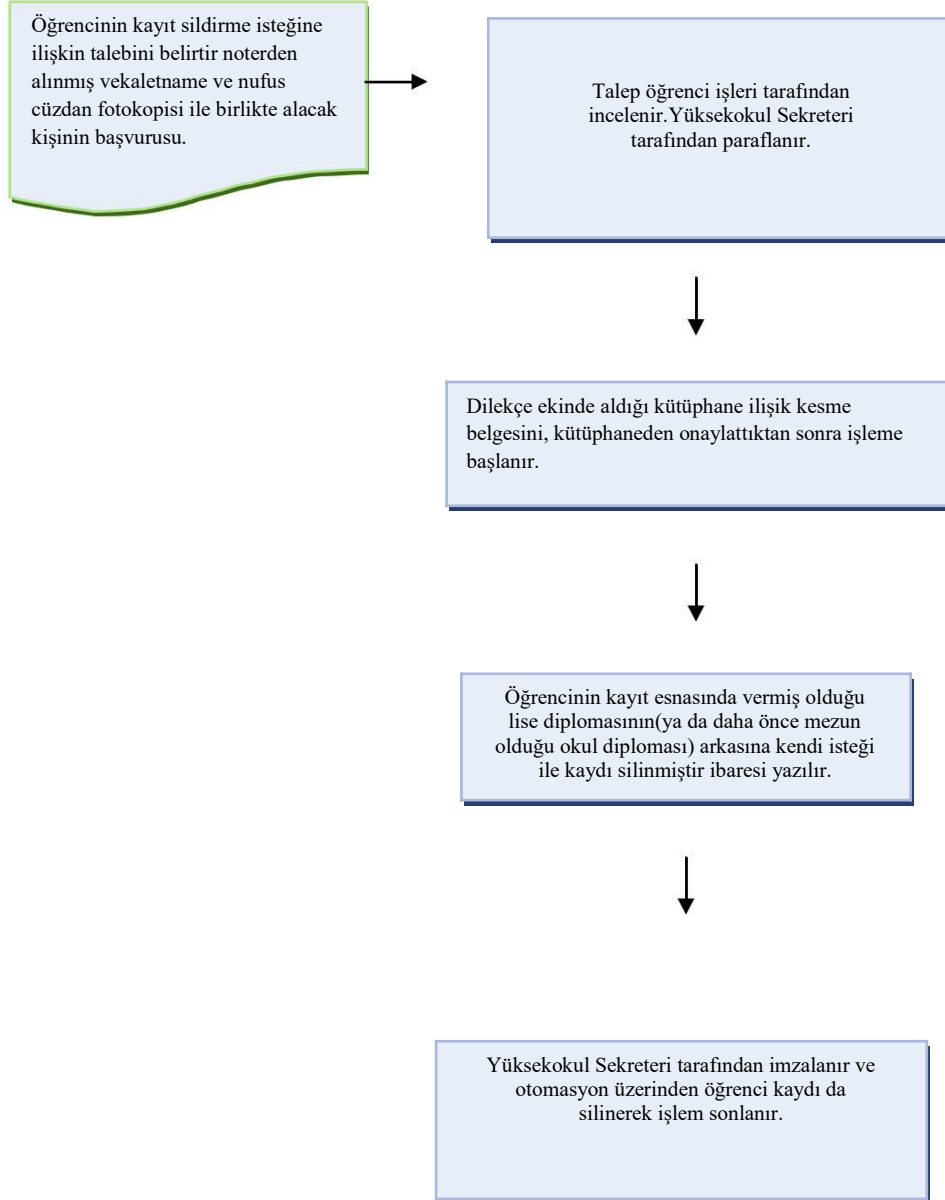 Öğrencinin kayıt sildirme isteğine
ilişkin talebini belirtir noterden
alınmış vekaletname ve nufus
cüzdan fotokopisi ile birlikte alacak
kişinin başvurusu.
Talep öğrenci işleri tarafından
incelenir.Yüksekokul Sekreteri
tarafından paraflanır.
Dilekçe ekinde aldığı kütüphane ilişik kesme
belgesini, kütüphaneden onaylattıktan sonra işleme
başlanır.
Öğrencinin kayıt esnasında vermiş olduğu
lise diplomasının(ya da daha önce mezun
olduğu okul diploması) arkasına kendi isteği
ile kaydı silinmiştir ibaresi yazılır.
Yüksekokul Sekreteri tarafından imzalanır ve
otomasyon üzerinden öğrenci kaydı da
silinerek işlem sonlanır.